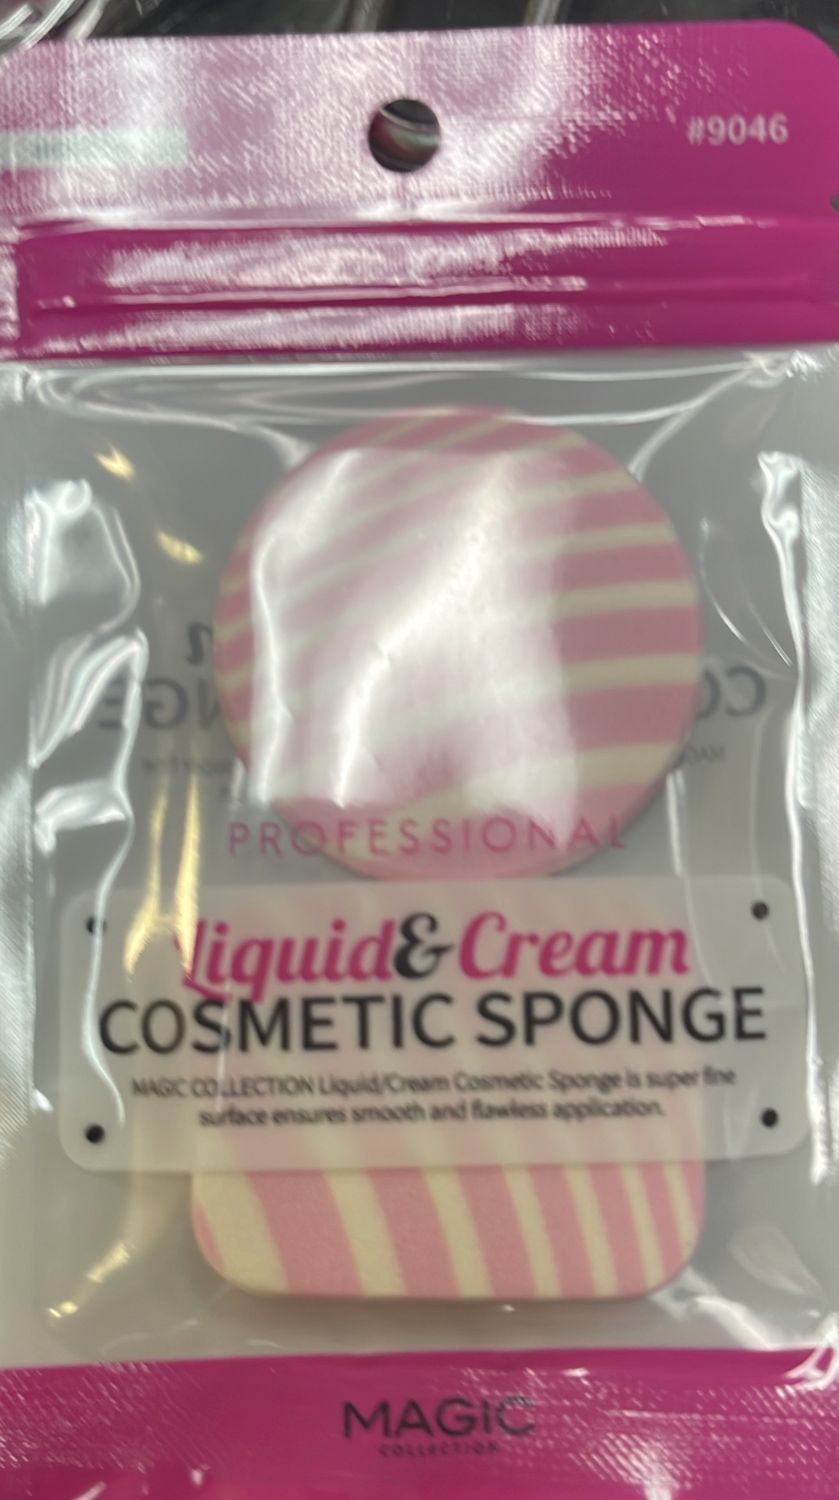 #9046
PROFESSIONAL
Liquid & Cream
COSMETIC SPONGE
MAGIC COLLECTION Liquid/Cream Cosmetic Sponge is super fine
surface ensures smooth and flawless application.
MAGIC
COLLECTION